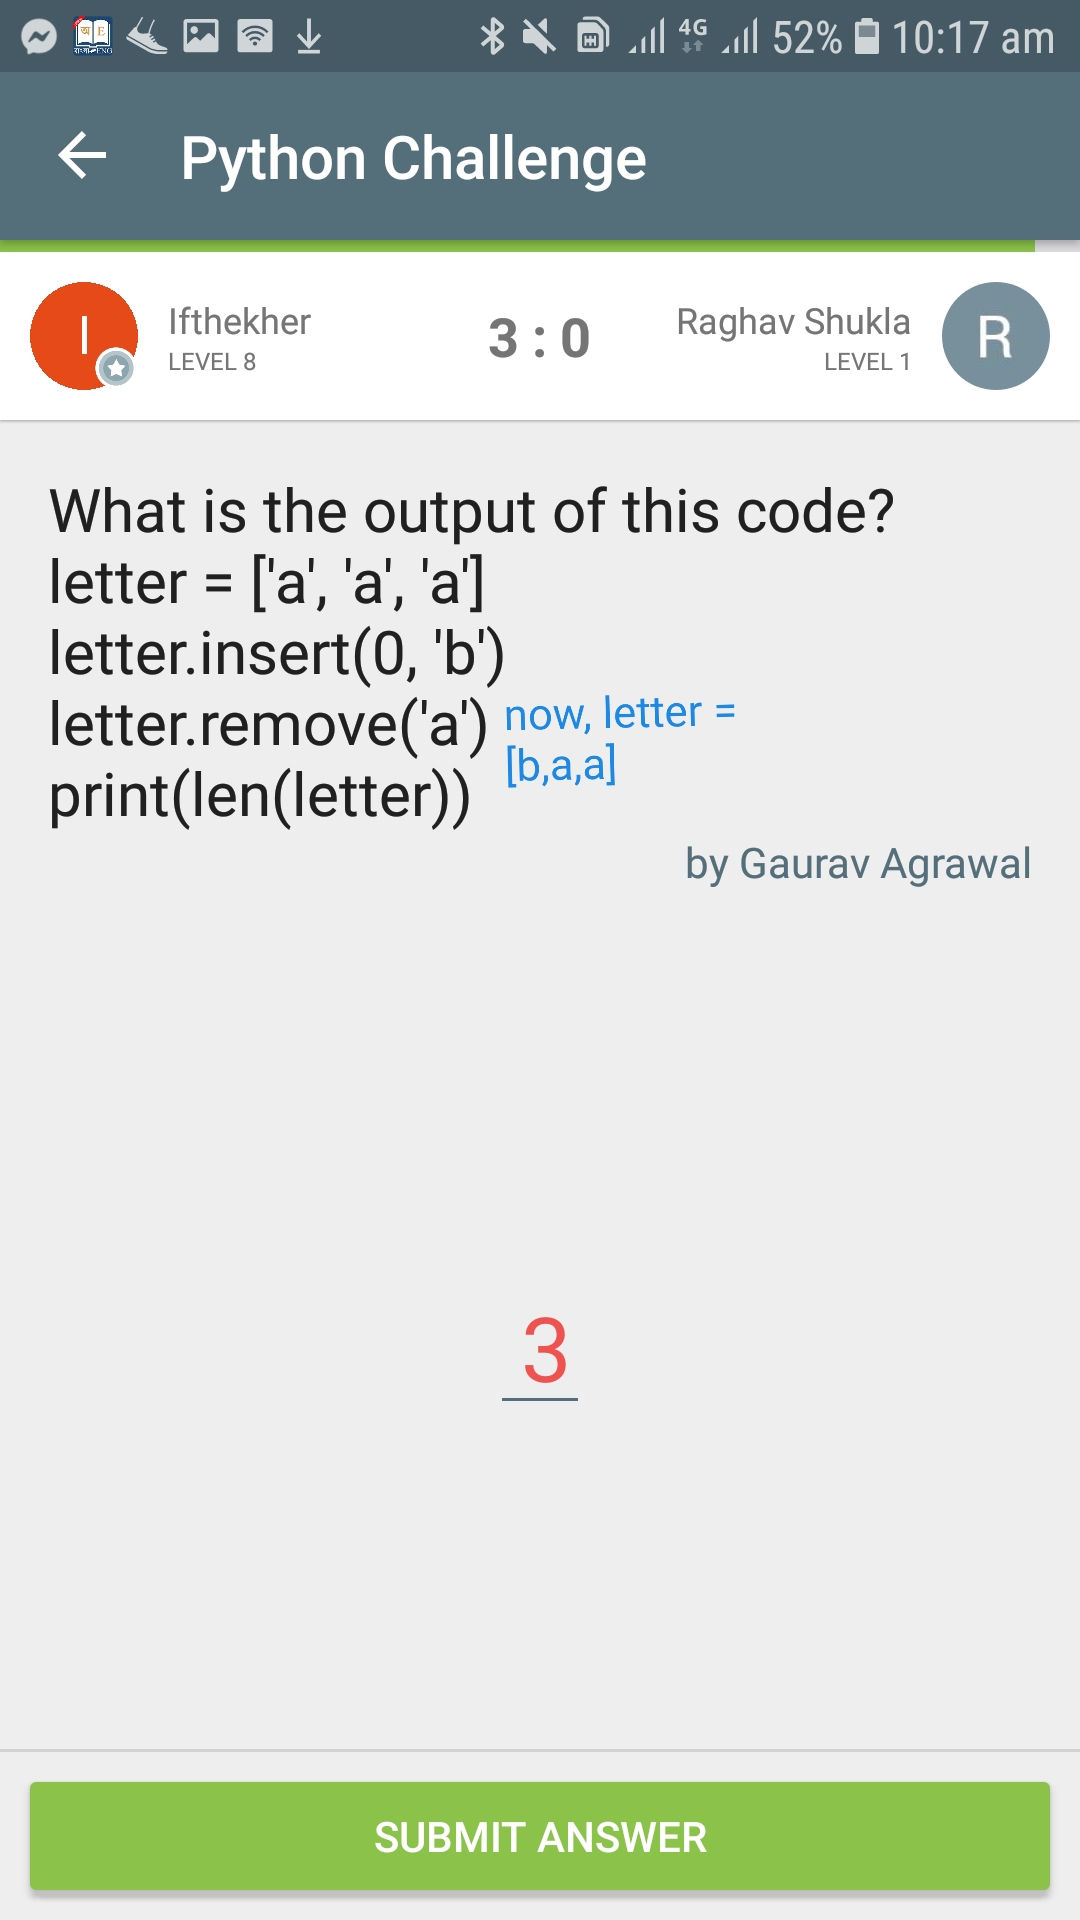 52% 10:17 am
4G
Python Challenge
I
Ifthekher
LEVEL 8
3 : 0
Raghav Shukla
LEVEL 1
R
What is the output of this code?
letter = ['a', 'a', 'a']
letter.insert(0, 'b')
letter.remove('a') now, letter =
[b,a,a]
print(len(letter))
by Gaurav Agrawal
3
SUBMIT ANSWER